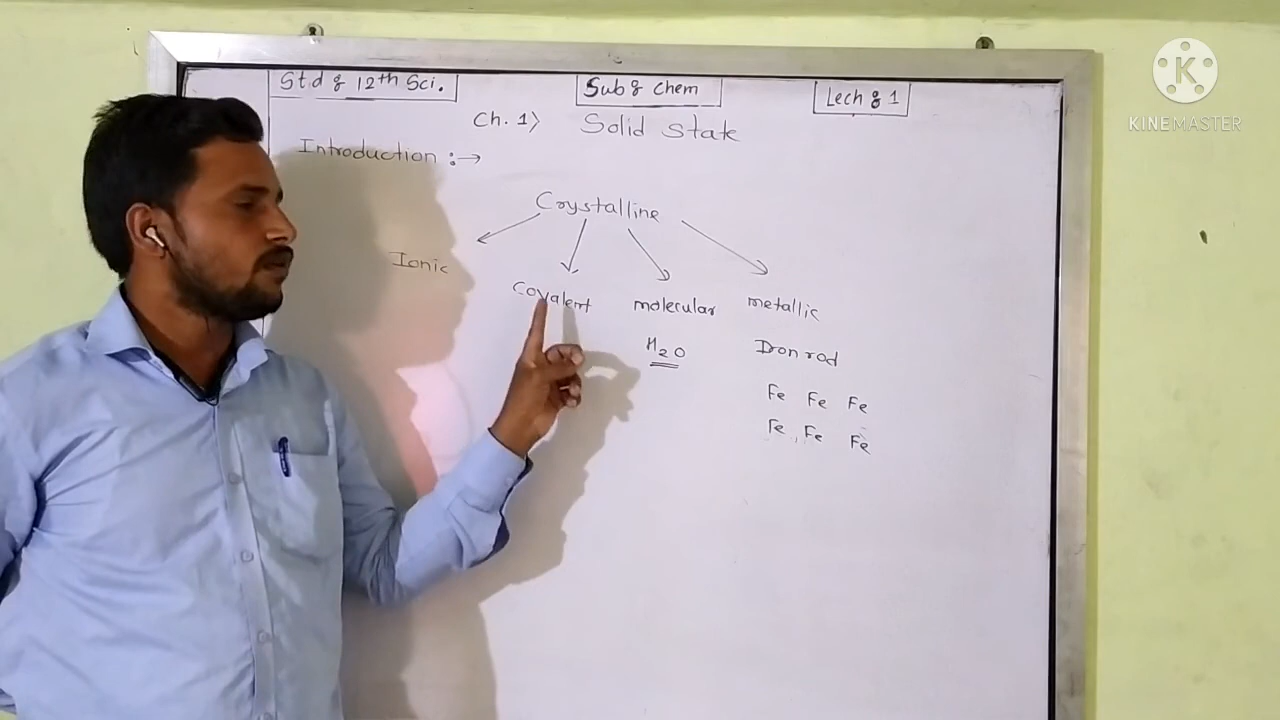 Std : 12th Sci.
Sub : Chem
Lech : 1
Ch. 1) Solid State
Introduction :→
Crystalline
Ionic
Covalent molecular metallic
H2O Iron rod
Fe Fe Fe
Fe Fe Fe
KINEMASTER